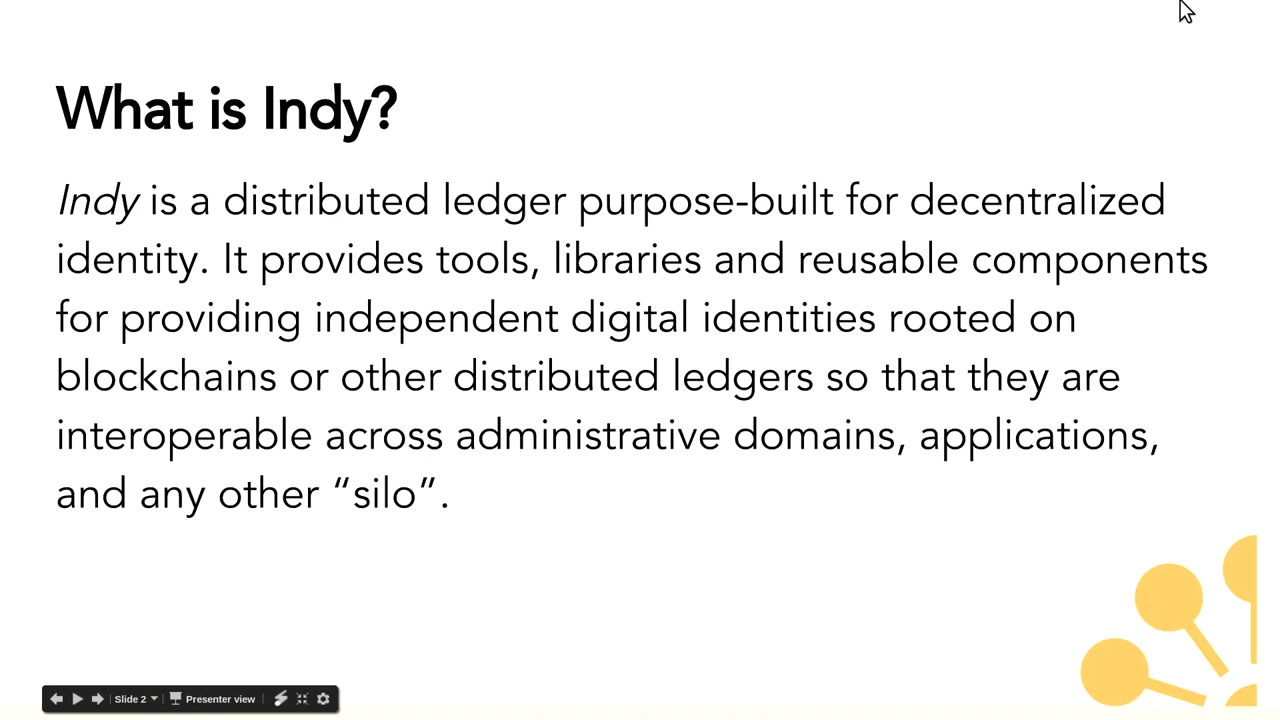 What is Indy?
Indy is a distributed ledger purpose-built for decentralized
identity. It provides tools, libraries and reusable components
for providing independent digital identities rooted on
blockchains or other distributed ledgers so that they are
interoperable across administrative domains, applications,
and any other “silo”.
Slide 2 Presenter view